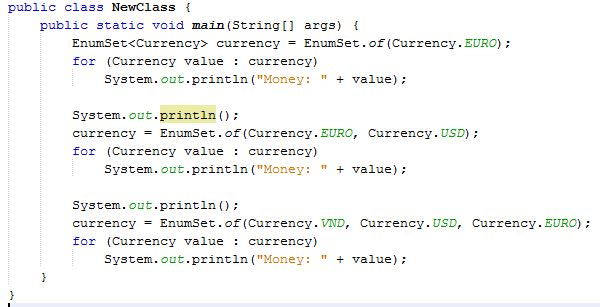 public class NewClass {
    public static void main(String[] args) {
        EnumSet<Currency> currency = EnumSet.of(Currency.EURO);
        for (Currency value : currency)
            System.out.println("Money: " + value);

        System.out.println();
        currency = EnumSet.of(Currency.EURO, Currency.USD);
        for (Currency value : currency)
            System.out.println("Money: " + value);

        System.out.println();
        currency = EnumSet.of(Currency.VND, Currency.USD, Currency.EURO);
        for (Currency value : currency)
            System.out.println("Money: " + value);
    }
}